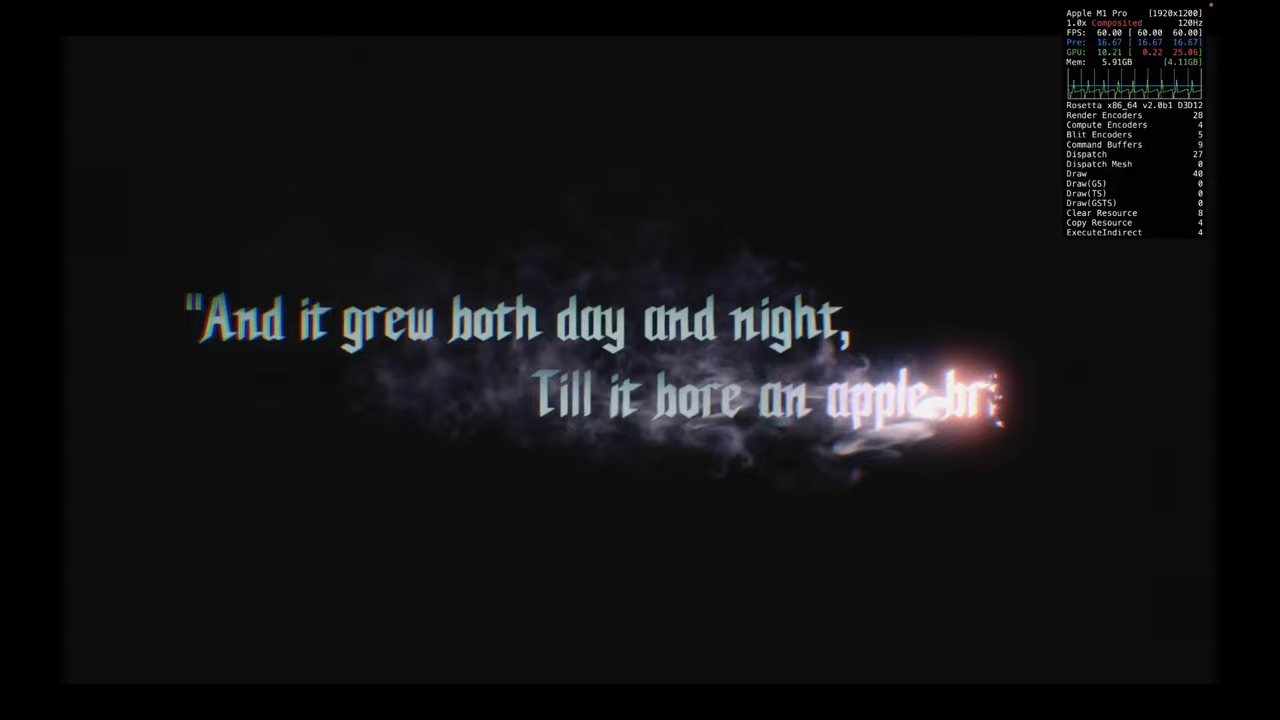 Apple M1 Pro [1920x1200]
1.0x Composited 120Hz
FPS: 60.00 [ 60.00 60.00]
Pre: 16.67 [ 16.67 16.67]
GPU: 10.21 [ 0.22 25.06]
Mem: 5.91GB [4.11GB]
Rosetta x86_64 v2.0b1 D3D12
Render Encoders 28
Compute Encoders 4
Blit Encoders 5
Command Buffers 9
Dispatch 27
Dispatch Mesh 0
Draw 40
Draw(GS) 0
Draw(TS) 0
Draw(GSTS) 0
Clear Resource 8
Copy Resource 4
ExecuteIndirect 4
"And it grew both day and night,
Till it bore an apple bri